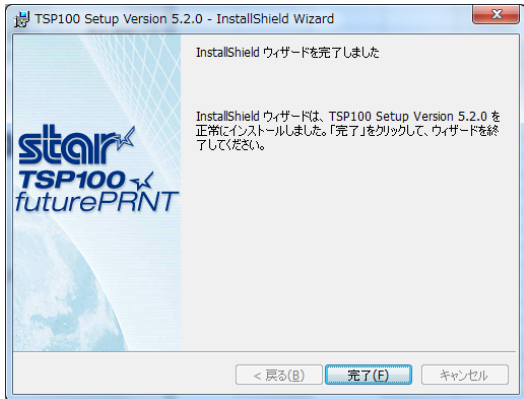 TSP100 Setup Version 5.2.0 - InstallShield Wizard
InstallShield ウィザードを完了しました
InstallShield ウィザードは、TSP100 Setup Version 5.2.0 を
正常にインストールしました。「完了」をクリックして、ウィザードを終
了してください。
star
TSP100
futurePRNT
< 戻る(B)
完了(F)
キャンセル